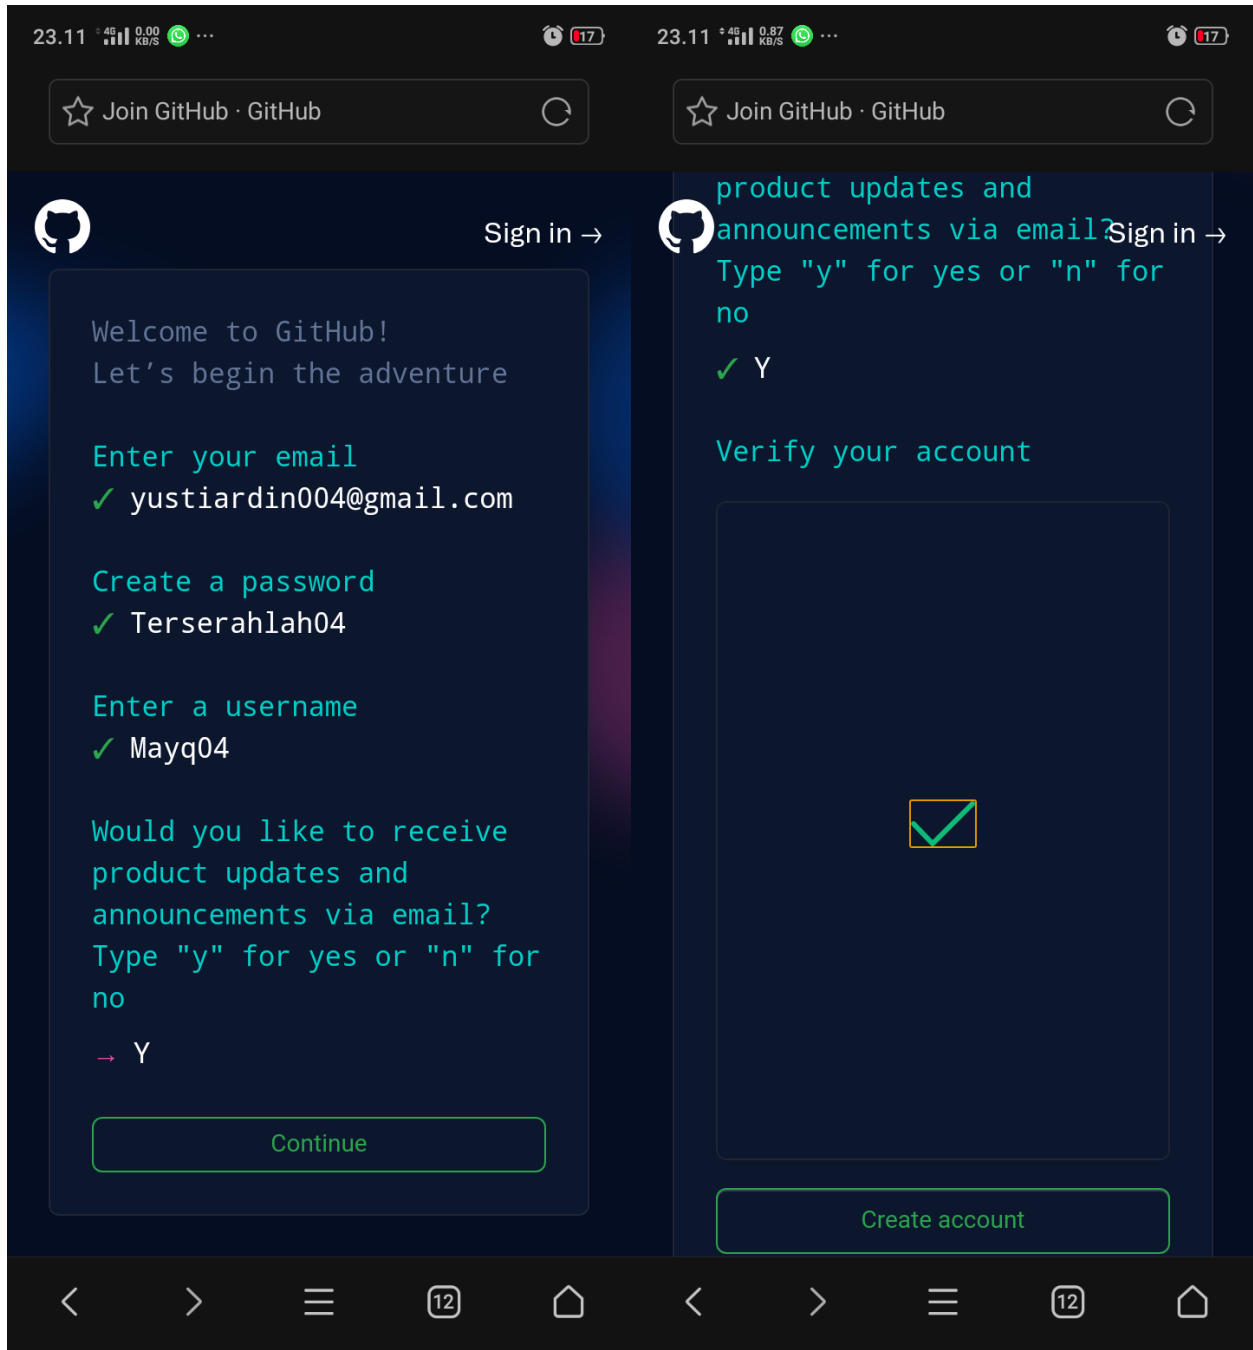 23.11 4G 0.00 KB/S ··· 17
Join GitHub · GitHub
Sign in →
Welcome to GitHub!
Let’s begin the adventure
Enter your email
✓ yustiardin004@gmail.com
Create a password
✓ Terserahlah04
Enter a username
✓ Mayq04
Would you like to receive
product updates and
announcements via email?
Type "y" for yes or "n" for
no
→ Y
Continue
12
23.11 4G 0.87 KB/S ··· 17
Join GitHub · GitHub
product updates and
announcements via email?
Sign in →
Type "y" for yes or "n" for
no
✓ Y
Verify your account
Create account
12